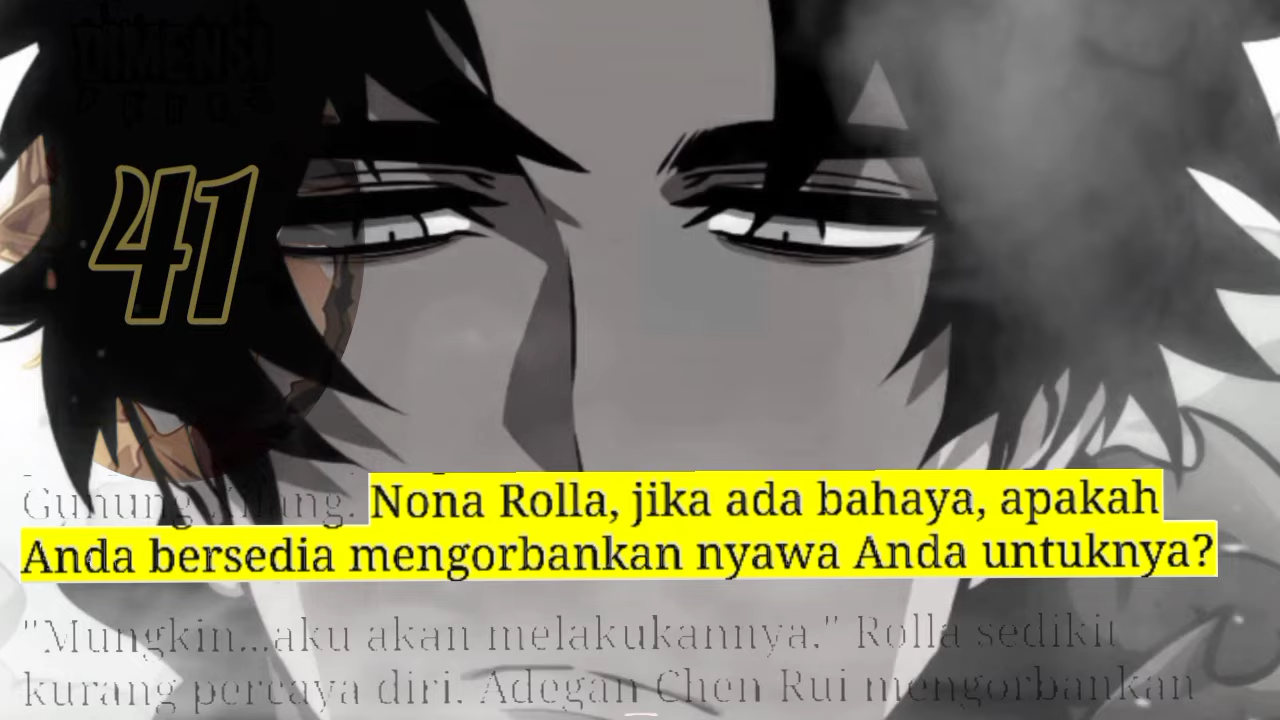 DIMENSI
41
Gunung. Nona Rolla, jika ada bahaya, apakah
Anda bersedia mengorbankan nyawa Anda untuknya?
"Mungkin...aku akan melakukannya." Rolla sedikit
kurang percaya diri. Adegan Chen Rui mengorbankan